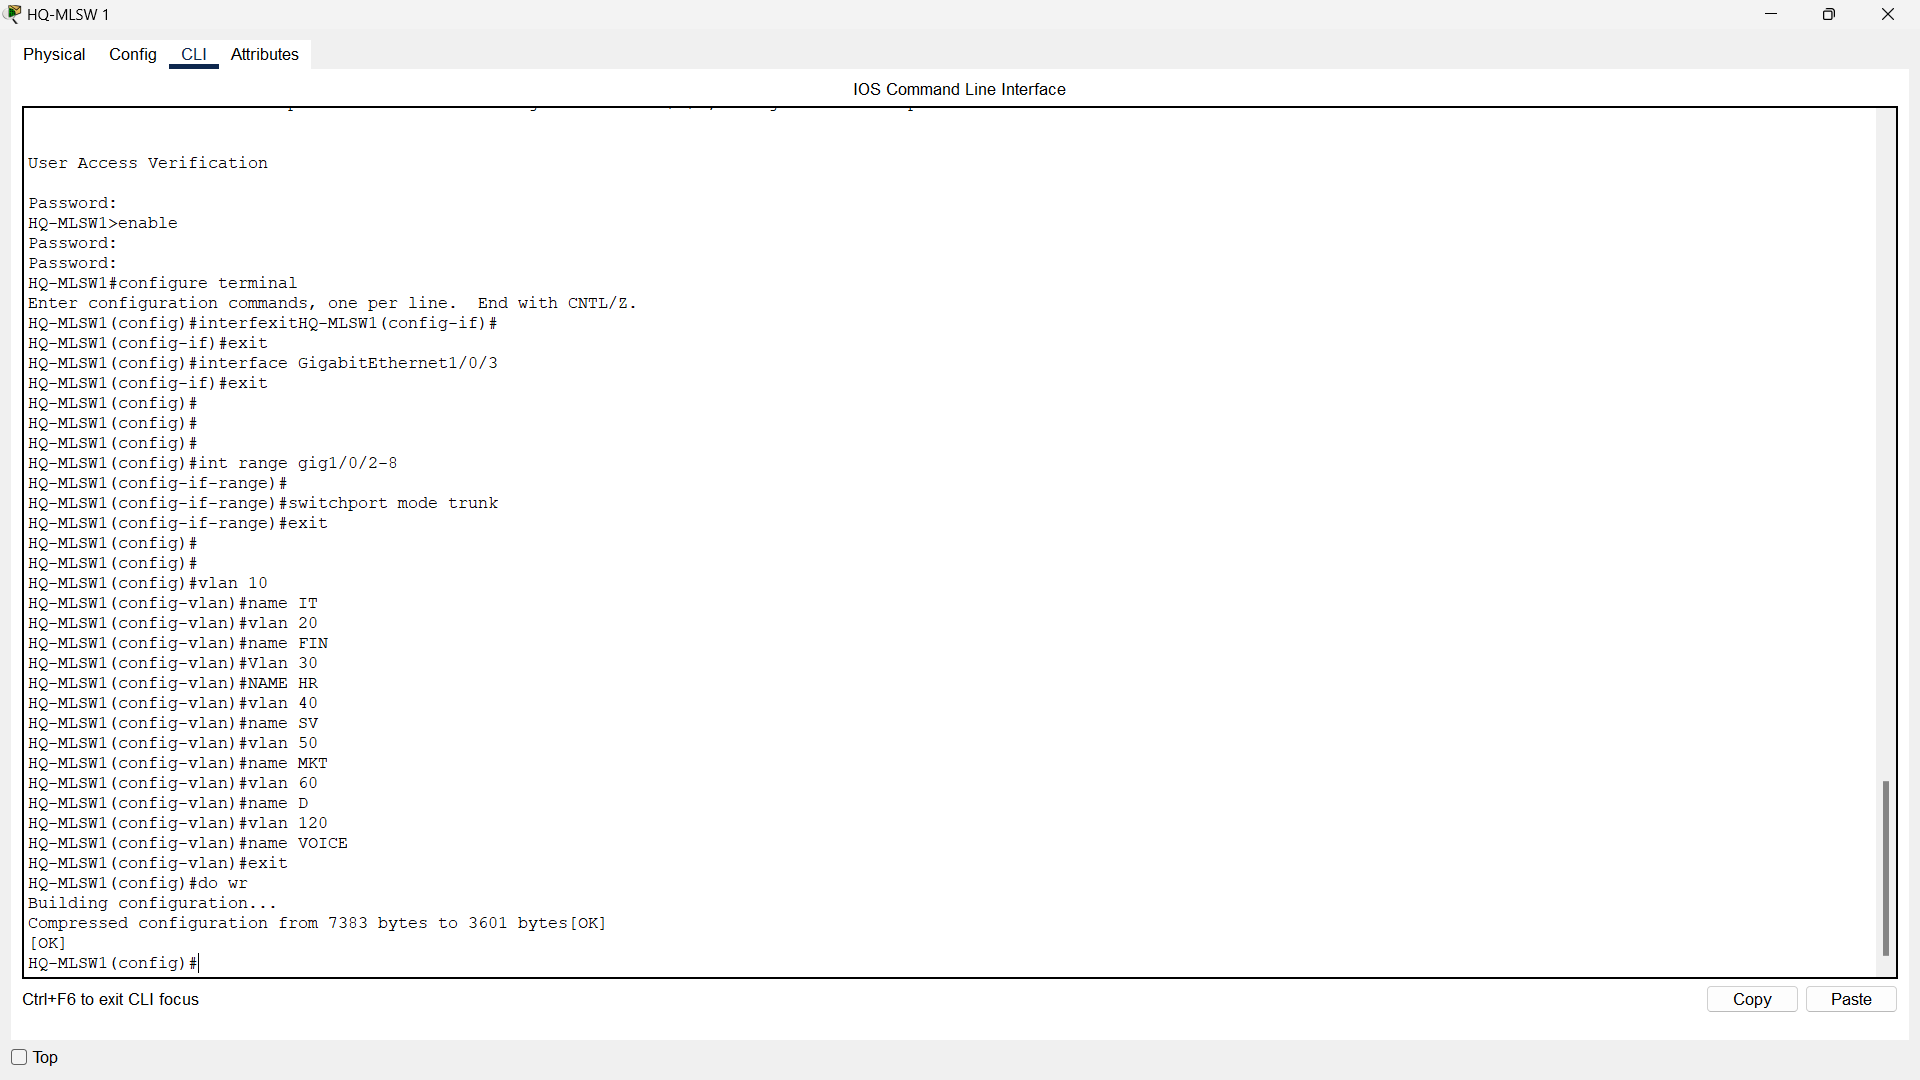 HQ-MLSW 1
Physical Config CLI Attributes
IOS Command Line Interface
User Access Verification
Password:
HQ-MLSW1>enable
Password:
Password:
HQ-MLSW1#configure terminal
Enter configuration commands, one per line.  End with CNTL/Z.
HQ-MLSW1(config)#interfexitHQ-MLSW1(config-if)#
HQ-MLSW1(config-if)#exit
HQ-MLSW1(config)#interface GigabitEthernet1/0/3
HQ-MLSW1(config-if)#exit
HQ-MLSW1(config)#
HQ-MLSW1(config)#
HQ-MLSW1(config)#
HQ-MLSW1(config)#int range gig1/0/2-8
HQ-MLSW1(config-if-range)#
HQ-MLSW1(config-if-range)#switchport mode trunk
HQ-MLSW1(config-if-range)#exit
HQ-MLSW1(config)#
HQ-MLSW1(config)#
HQ-MLSW1(config)#vlan 10
HQ-MLSW1(config-vlan)#name IT
HQ-MLSW1(config-vlan)#vlan 20
HQ-MLSW1(config-vlan)#name FIN
HQ-MLSW1(config-vlan)#Vlan 30
HQ-MLSW1(config-vlan)#NAME HR
HQ-MLSW1(config-vlan)#vlan 40
HQ-MLSW1(config-vlan)#name SV
HQ-MLSW1(config-vlan)#vlan 50
HQ-MLSW1(config-vlan)#name MKT
HQ-MLSW1(config-vlan)#vlan 60
HQ-MLSW1(config-vlan)#name D
HQ-MLSW1(config-vlan)#vlan 120
HQ-MLSW1(config-vlan)#name VOICE
HQ-MLSW1(config-vlan)#exit
HQ-MLSW1(config)#do wr
Building configuration...
Compressed configuration from 7383 bytes to 3601 bytes[OK]
[OK]
HQ-MLSW1(config)#
Ctrl+F6 to exit CLI focus
Copy Paste
Top